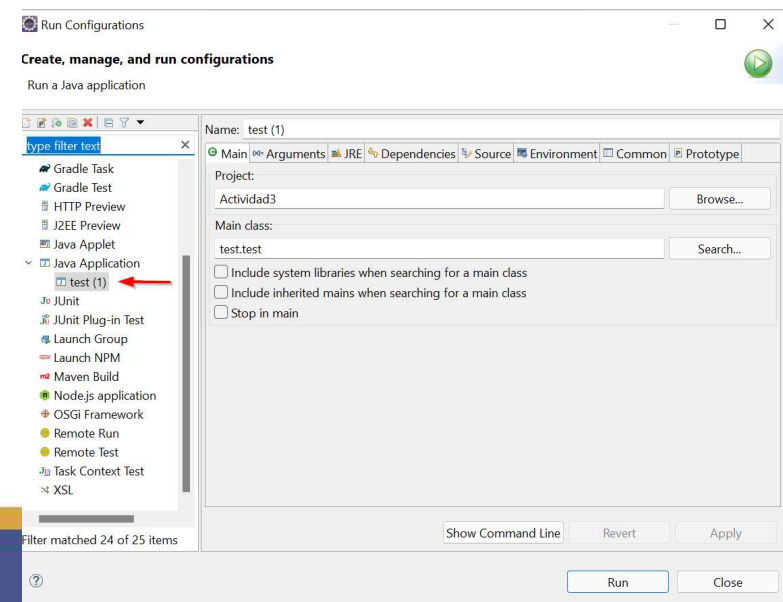 Run Configurations
Create, manage, and run configurations
Run a Java application
type filter text
Gradle Task
Gradle Test
HTTP Preview
J2EE Preview
Java Applet
Java Application
test (1)
JUnit
JUnit Plug-in Test
Launch Group
Launch NPM
Maven Build
Node.js application
OSGi Framework
Remote Run
Remote Test
Task Context Test
XSL
Filter matched 24 of 25 items
Name: test (1)
Main Arguments JRE Dependencies Source Environment Common Prototype
Project:
Actividad3 Browse...
Main class:
test.test Search...
Include system libraries when searching for a main class
Include inherited mains when searching for a main class
Stop in main
Show Command Line Revert Apply
Run Close